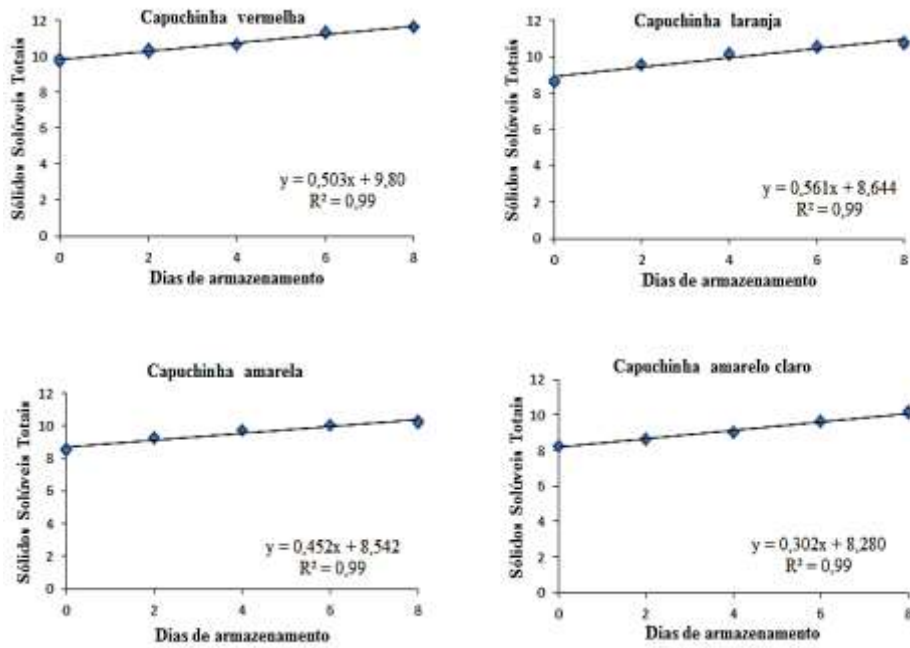 Capuchinha vermelha
Sólidos Solúveis Totais
12
10
8
6
4
2
0
y = 0,503x + 9,80
R² = 0,99
0 2 4 6 8
Dias de armazenamento
Capuchinha laranja
Sólidos Solúveis Totais
12
10
8
6
4
2
0
y = 0,561x + 8,644
R² = 0,99
0 2 4 6 8
Dias de armazenamento
Capuchinha amarela
Sólidos Solúveis Totais
12
10
8
6
4
2
0
y = 0,452x + 8,542
R² = 0,99
0 2 4 6 8
Dias de armazenamento
Capuchinha amarelo claro
Sólidos Solúveis Totais
12
10
8
6
4
2
0
y = 0,302x + 8,280
R² = 0,99
0 2 4 6 8
Dias de armazenamento